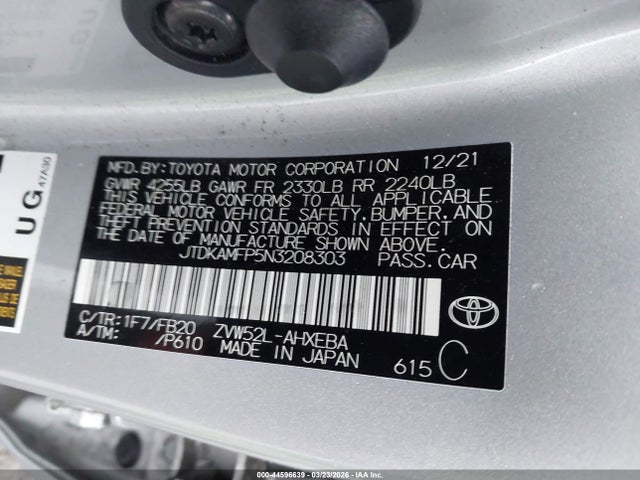 MFD.BY:TOYOTA MOTOR CORPORATION 12/21
GVWR 4255LB GAWR FR 2330LB RR 2240LB
THIS VEHICLE CONFORMS TO ALL APPLICABLE
FEDERAL MOTOR VEHICLE SAFETY,BUMPER,AND
THEFT PREVENTION STANDARDS IN EFFECT ON
THE DATE OF MANUFACTURE SHOWN ABOVE.
JTDKAMFP5N3208303 PASS.CAR
C/TR:1F7/FB20 ZVW52L-AHXEBA
A/TM: /P610 MADE IN JAPAN 615 C
TOYOTA
UG 47A90
UG
000-44596639 - 03/23/2026 - IAA, Inc.